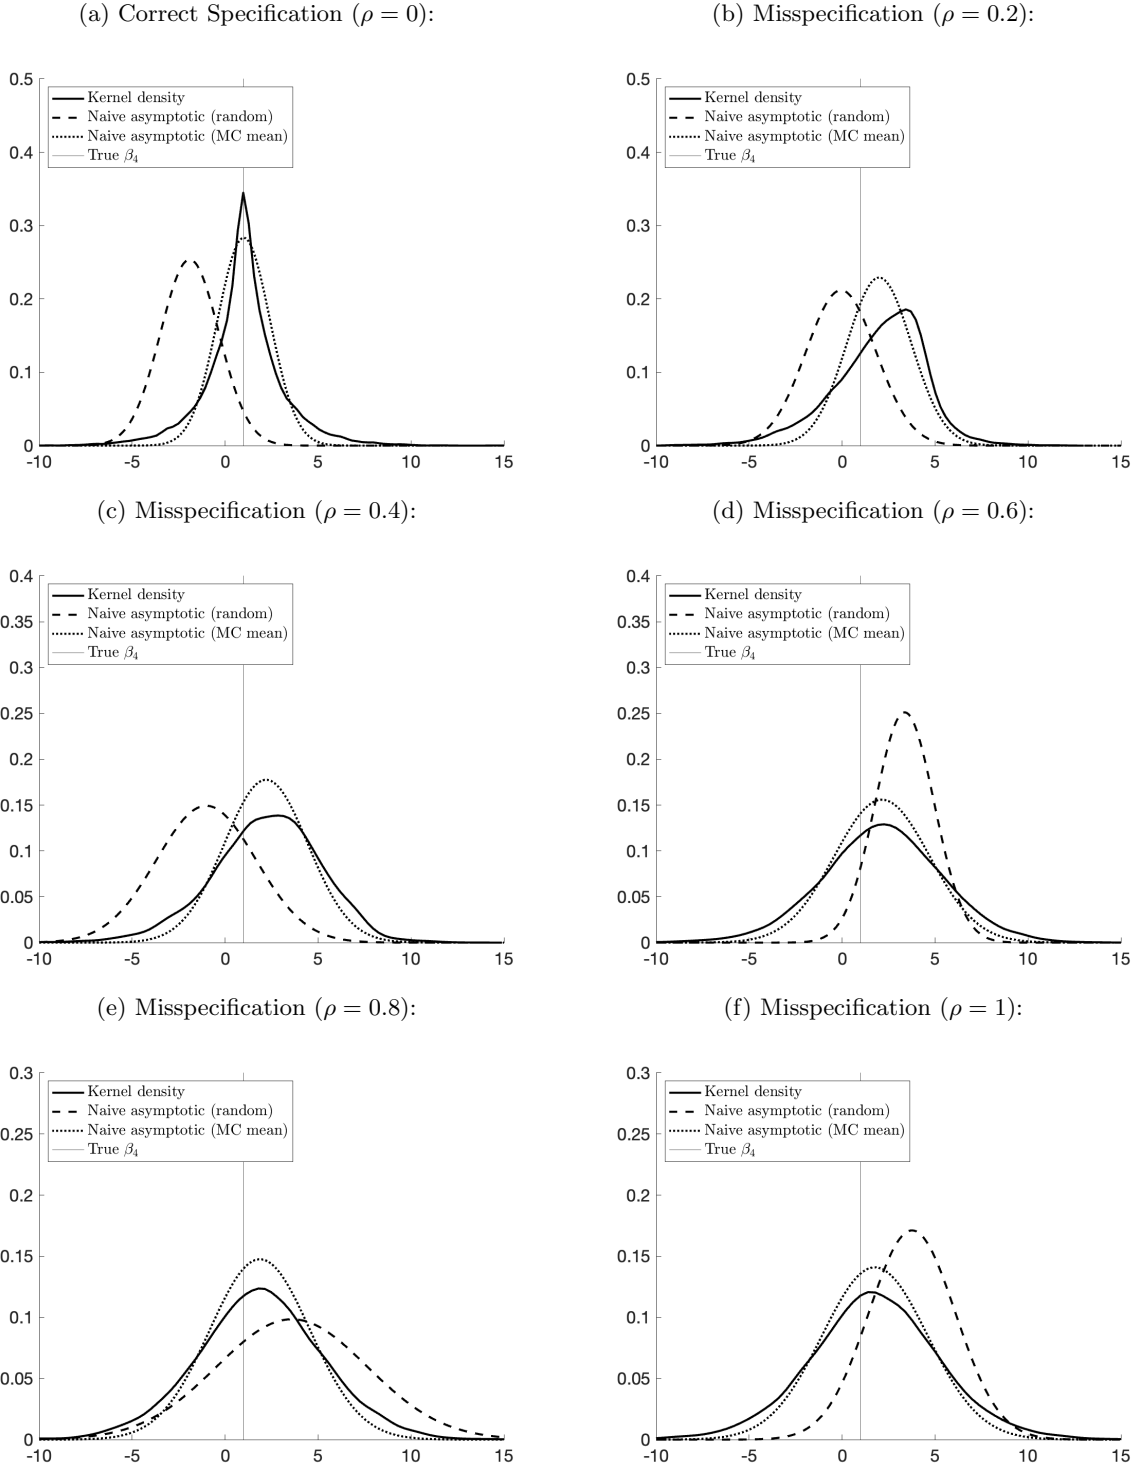 (a) Correct Specification (ρ = 0):
0.5
0.4
0.3
0.2
0.1
0
-10 -5 0 5 10 15
Kernel density
Naive asymptotic (random)
Naive asymptotic (MC mean)
True β₄
(b) Misspecification (ρ = 0.2):
0.5
0.4
0.3
0.2
0.1
0
-10 -5 0 5 10 15
Kernel density
Naive asymptotic (random)
Naive asymptotic (MC mean)
True β₄
(c) Misspecification (ρ = 0.4):
0.4
0.35
0.3
0.25
0.2
0.15
0.1
0.05
0
-10 -5 0 5 10 15
Kernel density
Naive asymptotic (random)
Naive asymptotic (MC mean)
True β₄
(d) Misspecification (ρ = 0.6):
0.4
0.35
0.3
0.25
0.2
0.15
0.1
0.05
0
-10 -5 0 5 10 15
Kernel density
Naive asymptotic (random)
Naive asymptotic (MC mean)
True β₄
(e) Misspecification (ρ = 0.8):
0.3
0.25
0.2
0.15
0.1
0.05
0
-10 -5 0 5 10 15
Kernel density
Naive asymptotic (random)
Naive asymptotic (MC mean)
True β₄
(f) Misspecification (ρ = 1):
0.3
0.25
0.2
0.15
0.1
0.05
0
-10 -5 0 5 10 15
Kernel density
Naive asymptotic (random)
Naive asymptotic (MC mean)
True β₄